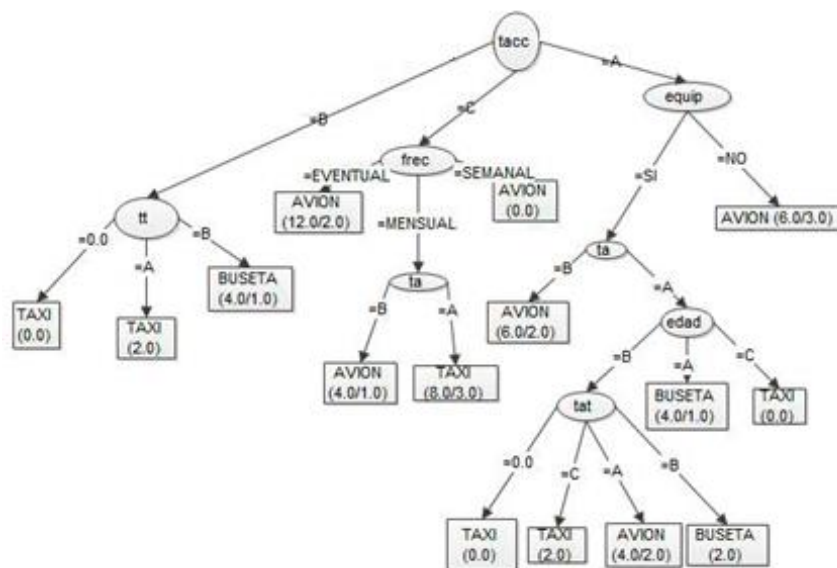 tacc
=B
=C
=A
equip
frec
=EVENTUAL
=SEMANAL
=SI
=NO
AVION
(12.0/2.0)
AVION
(0.0)
AVION (6.0/3.0)
tt
=MENSUAL
=0.0
=A
=B
BUSETA
(4.0/1.0)
ta
=B
=A
ta
=B
=A
TAXI
(0.0)
TAXI
(2.0)
AVION
(6.0/2.0)
edad
AVION
(4.0/1.0)
TAXI
(8.0/3.0)
=B
=A
=C
BUSETA
(4.0/1.0)
TAXI
(0.0)
tat
=0.0
=C
=A
=B
TAXI
(0.0)
TAXI
(2.0)
AVION
(4.0/2.0)
BUSETA
(2.0)